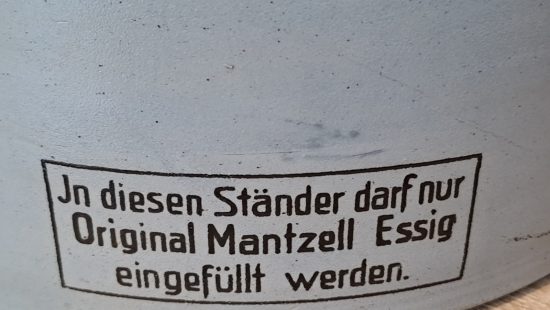 Jn diesen Ständer darf nur
Original Mantzell Essig
eingefüllt werden.